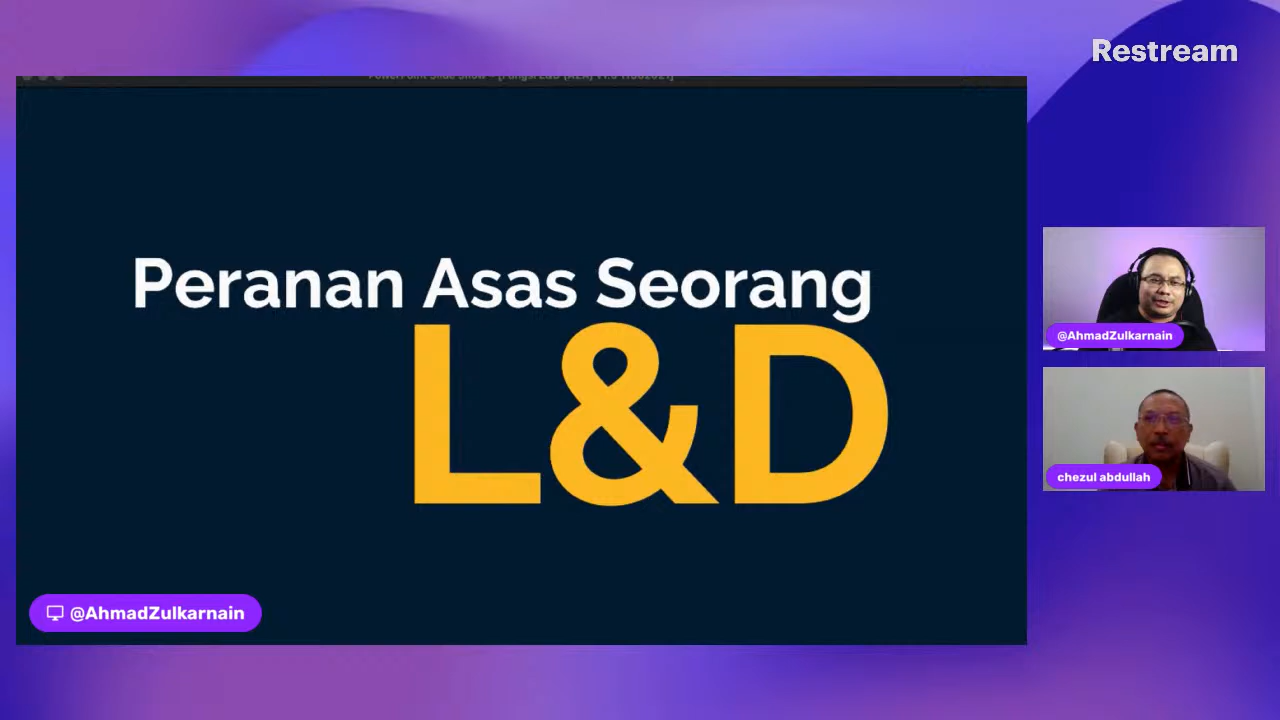 Restream
Peranan Asas Seorang
L&D
@AhmadZulkarnain
chezul abdullah
@AhmadZulkarnain